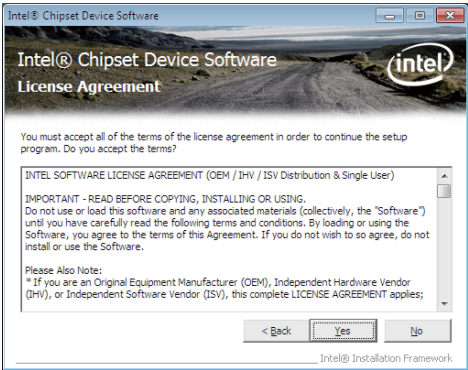 Intel® Chipset Device Software
Intel® Chipset Device Software
License Agreement
intel
You must accept all of the terms of the license agreement in order to continue the setup
program. Do you accept the terms?
INTEL SOFTWARE LICENSE AGREEMENT (OEM / IHV / ISV Distribution & Single User)
IMPORTANT - READ BEFORE COPYING, INSTALLING OR USING.
Do not use or load this software and any associated materials (collectively, the "Software")
until you have carefully read the following terms and conditions. By loading or using the
Software, you agree to the terms of this Agreement. If you do not wish to so agree, do not
install or use the Software.
Please Also Note:
* If you are an Original Equipment Manufacturer (OEM), Independent Hardware Vendor
(IHV), or Independent Software Vendor (ISV), this complete LICENSE AGREEMENT applies;
< Back Yes No
Intel® Installation Framework